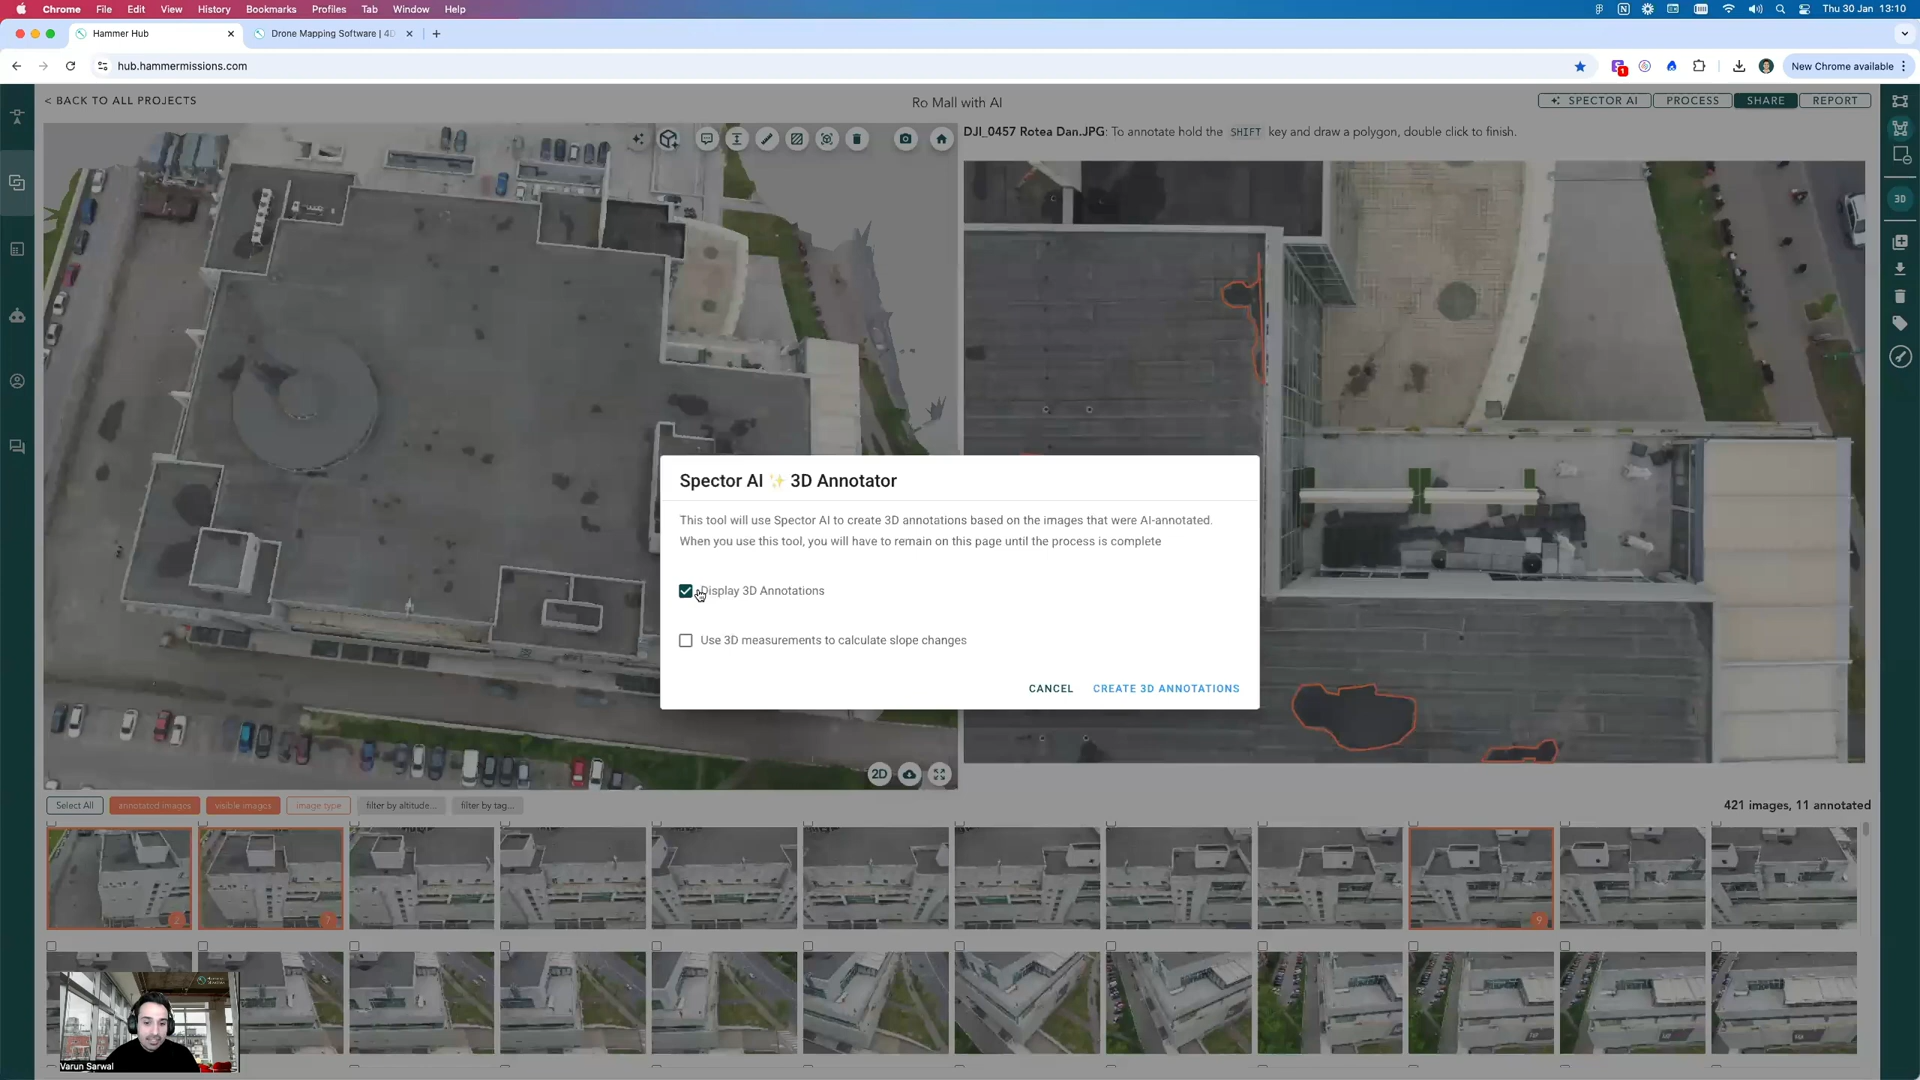 Chrome File Edit View History Bookmarks Profiles Tab Window Help
Thu 30 Jan 13:10
Hammer Hub
Drone Mapping Software | 4D
hub.hammermissions.com
1
New Chrome available
< BACK TO ALL PROJECTS
Ro Mall with AI
SPECTOR AI
PROCESS
SHARE
REPORT
DJI_0457 Rotea Dan.JPG: To annotate hold the SHIFT key and draw a polygon, double click to finish.
3D
Spector AI ✨ 3D Annotator
This tool will use Spector AI to create 3D annotations based on the images that were AI-annotated.
When you use this tool, you will have to remain on this page until the process is complete
Display 3D Annotations
Use 3D measurements to calculate slope changes
CANCEL
CREATE 3D ANNOTATIONS
2D
Select All
annotated images
visible images
image type
filter by altitude...
filter by tag...
421 images, 11 annotated
2
7
9
Varun Sarwal